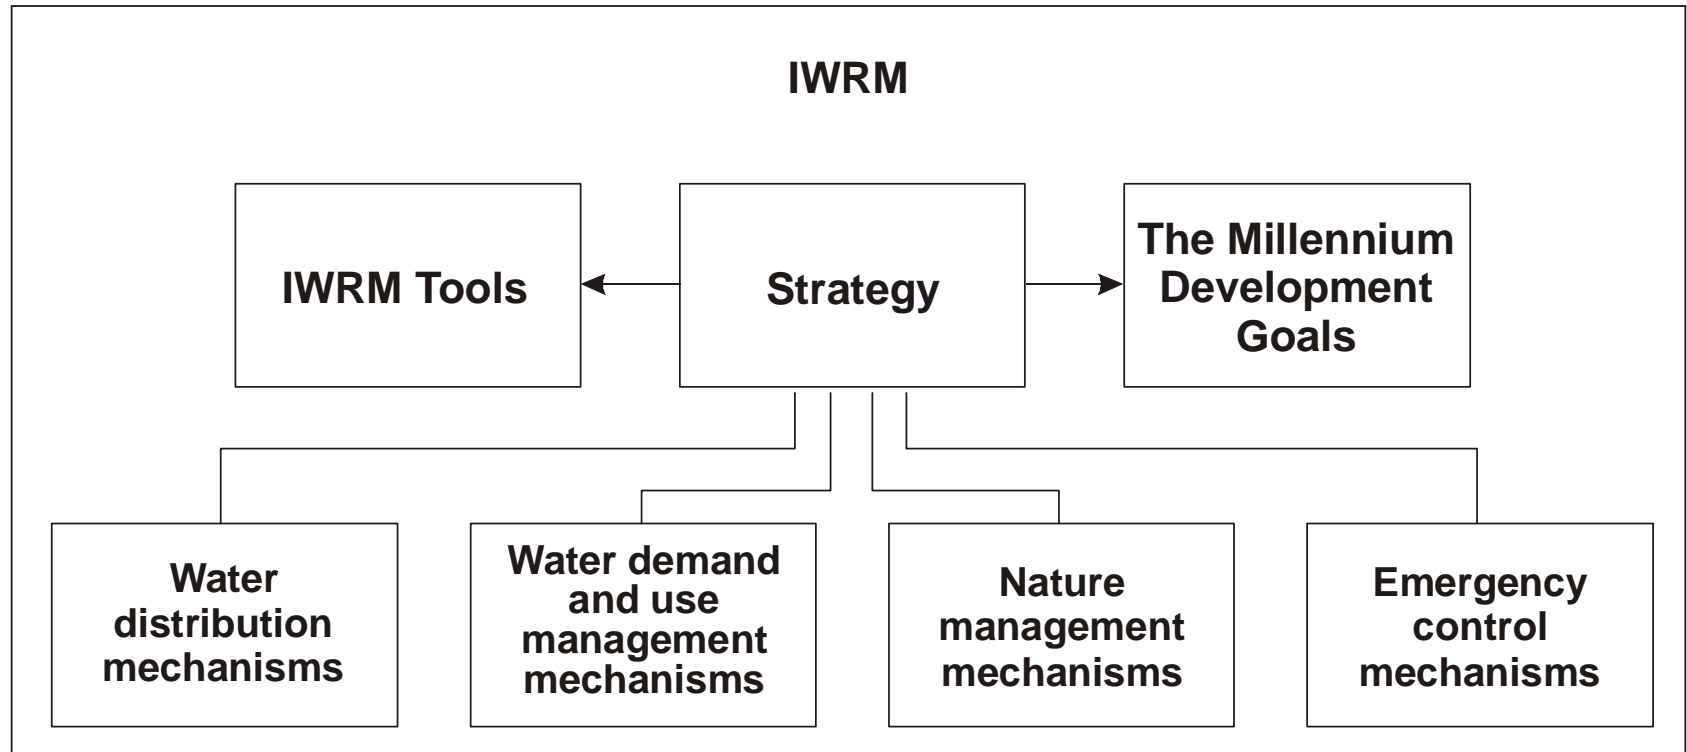 IWRM
IWRM Tools
Strategy
The Millennium
Development
Goals
Water
distribution
mechanisms
Water demand
and use
management
mechanisms
Nature
management
mechanisms
Emergency
control
mechanisms